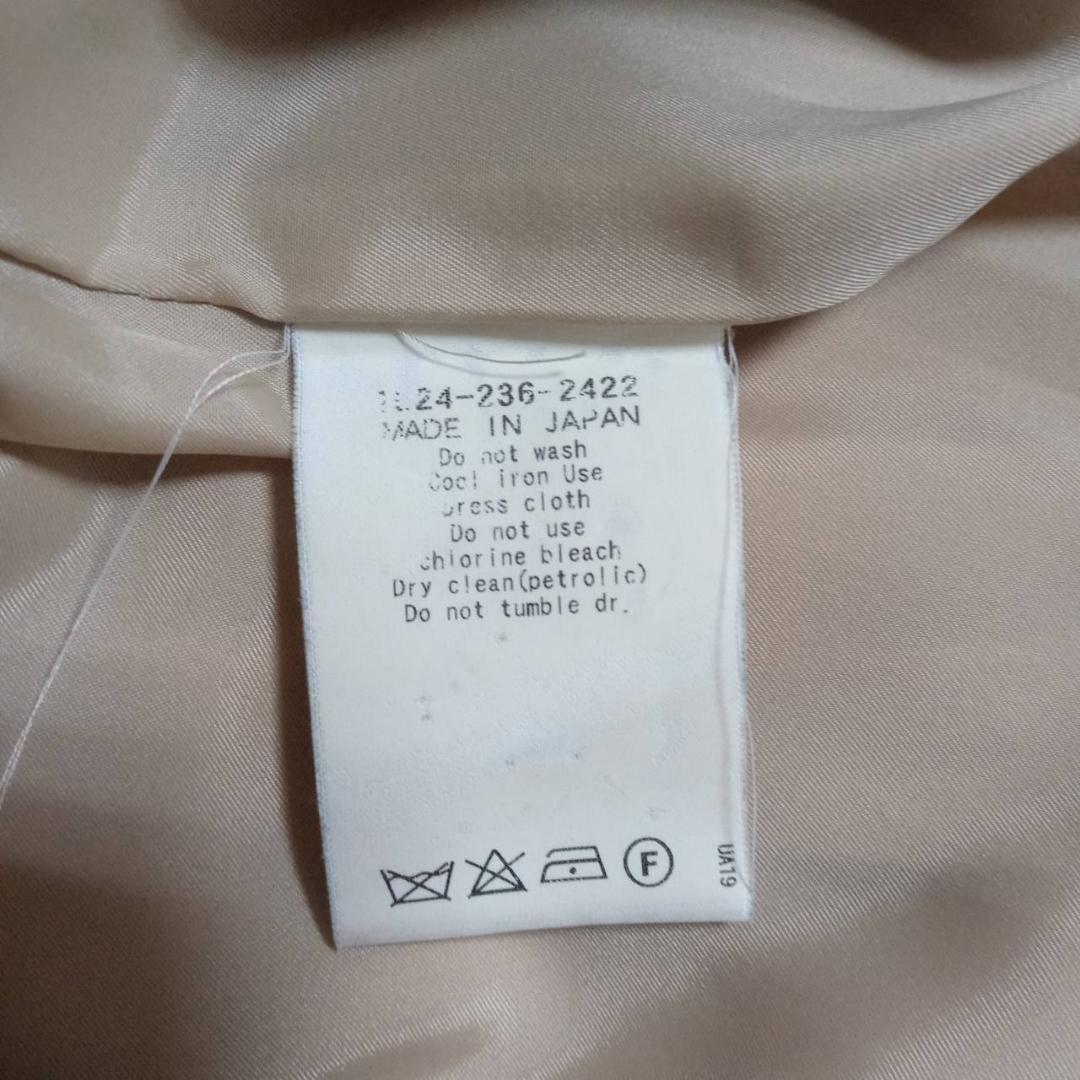 24-236-2422
MADE IN JAPAN
Do not wash
Cool iron Use
press cloth
Do not use
chlorine bleach
Dry clean(petrolic)
Do not tumble dr.
F
UA19